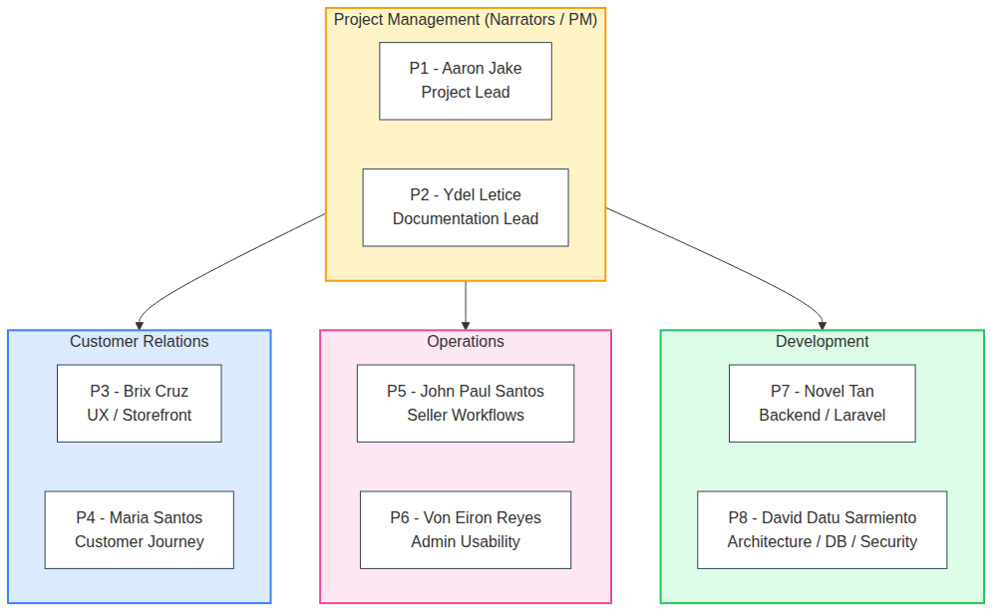 Project Management (Narrators / PM)
P1 - Aaron Jake
Project Lead
P2 - Ydel Letice
Documentation Lead
Customer Relations
P3 - Brix Cruz
UX / Storefront
P4 - Maria Santos
Customer Journey
Operations
P5 - John Paul Santos
Seller Workflows
P6 - Von Eiron Reyes
Admin Usability
Development
P7 - Novel Tan
Backend / Laravel
P8 - David Datu Sarmiento
Architecture / DB / Security